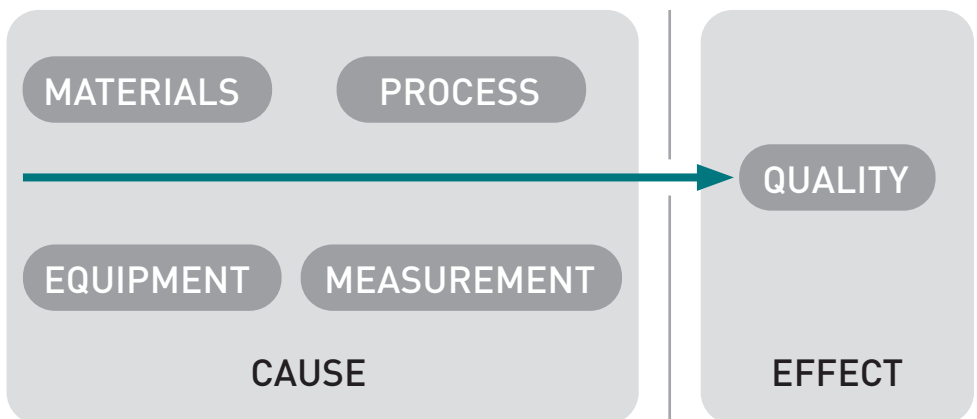 MATERIALS PROCESS
QUALITY
EQUIPMENT MEASUREMENT
CAUSE EFFECT